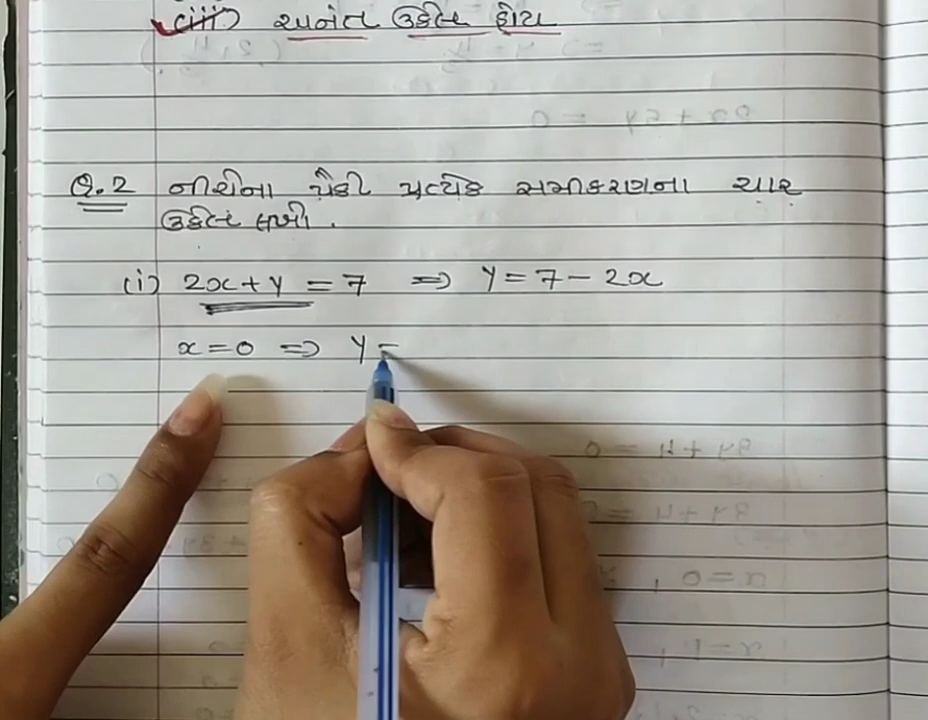 (iii) અનંત ઉકેલ હોય
Q.2 નીચેના પૈકી પ્રત્યેક સમીકરણના ચાર
ઉકેલ લખો.
(i) 2x+y = 7 ⇒ y = 7 - 2x
x=0 ⇒ y=